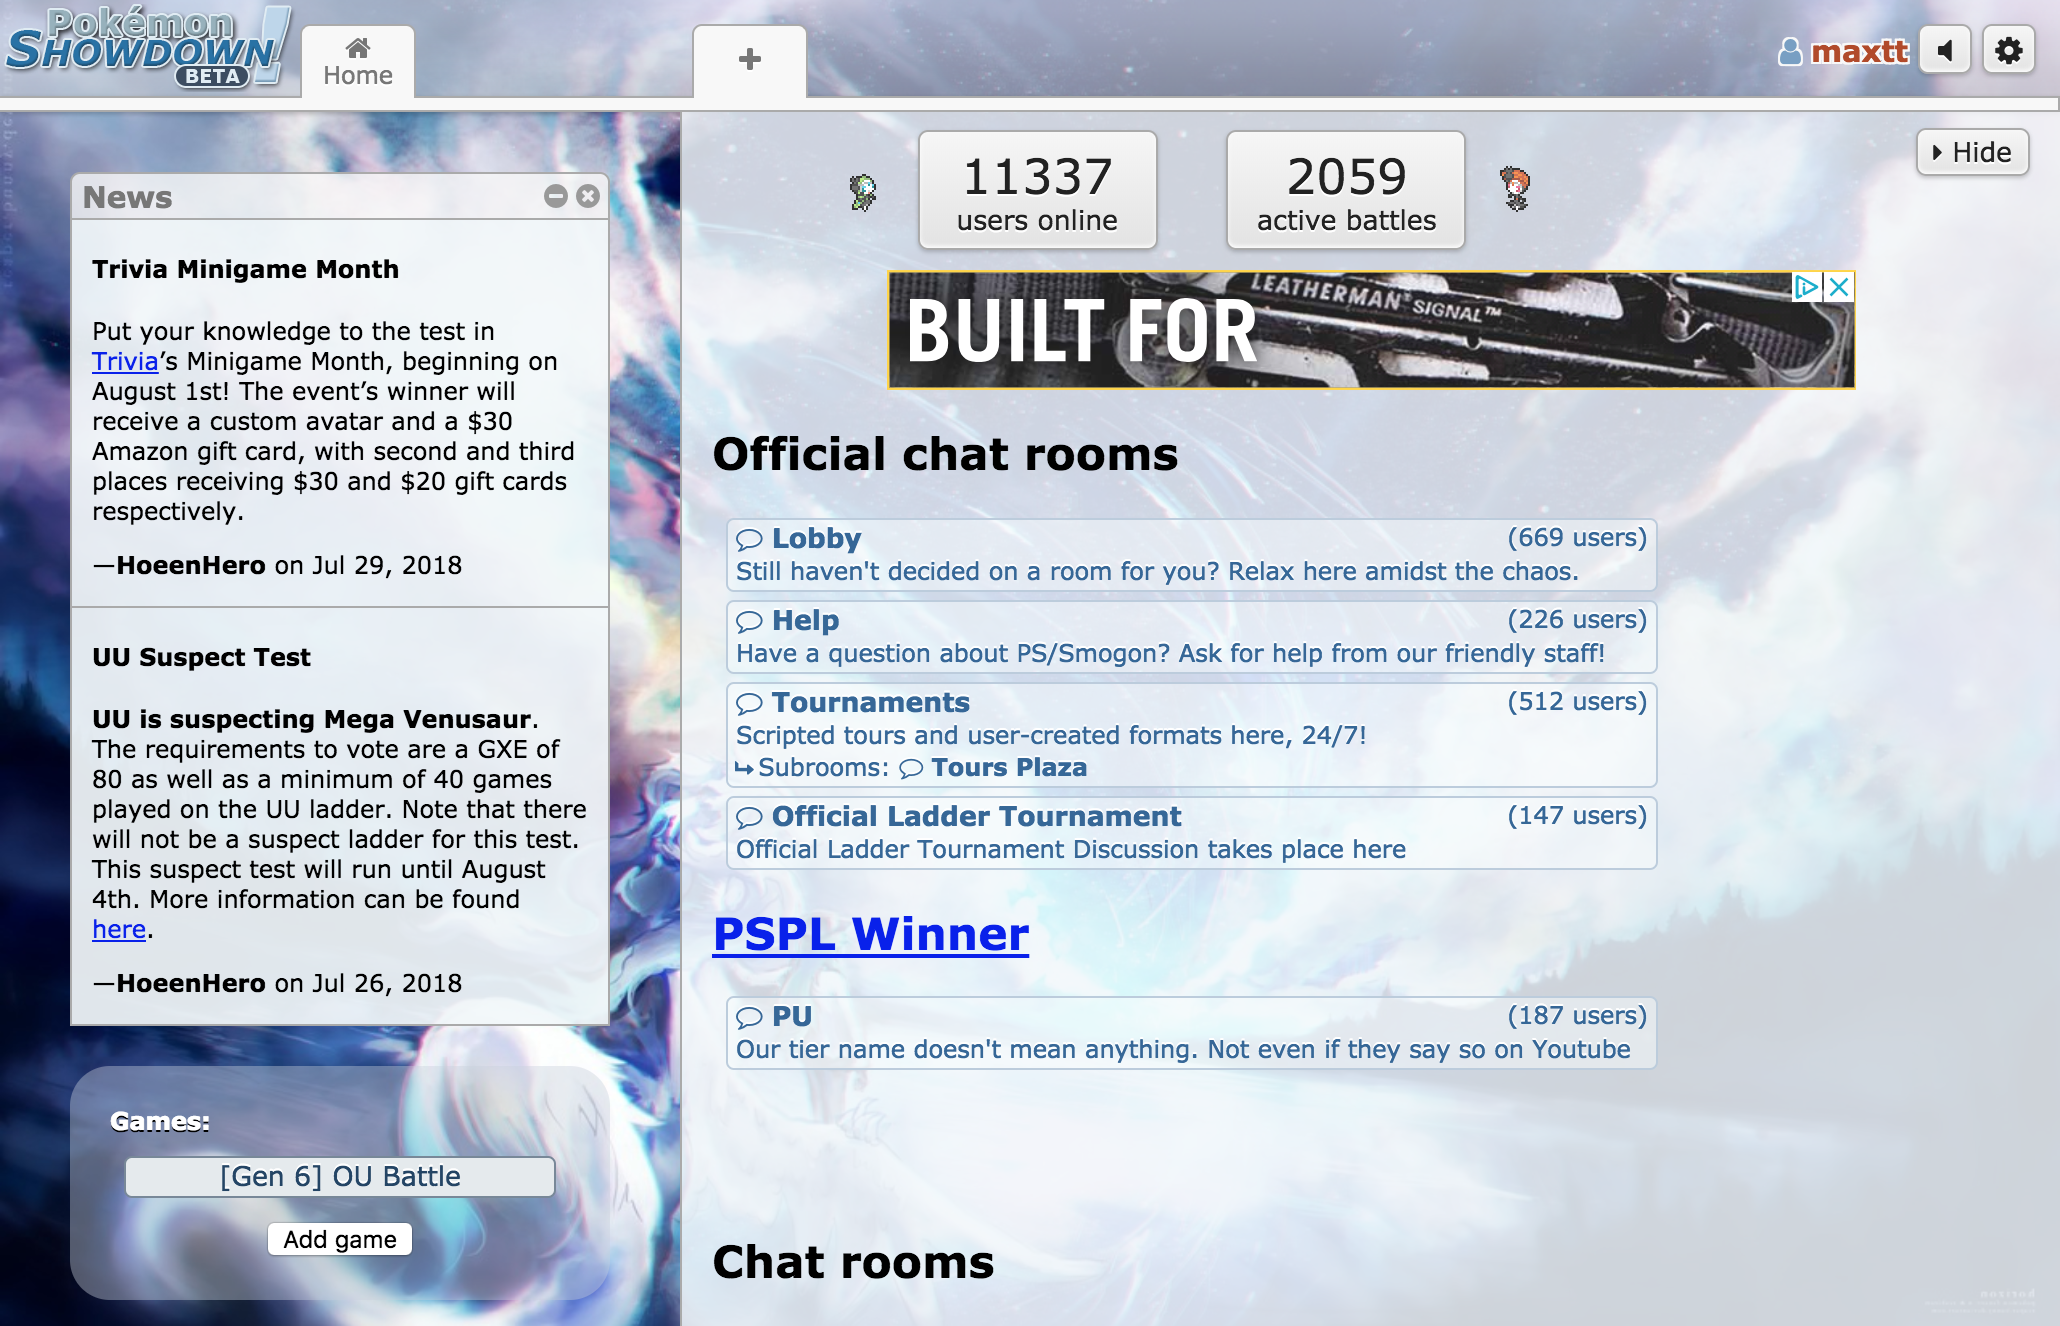 Pokémon
SHOWDOWN!
BETA
Home
maxtt
News
Trivia Minigame Month
Put your knowledge to the test in
Trivia’s Minigame Month, beginning on
August 1st! The event’s winner will
receive a custom avatar and a $30
Amazon gift card, with second and third
places receiving $30 and $20 gift cards
respectively.
—HoeenHero on Jul 29, 2018
UU Suspect Test
UU is suspecting Mega Venusaur.
The requirements to vote are a GXE of
80 as well as a minimum of 40 games
played on the UU ladder. Note that there
will not be a suspect ladder for this test.
This suspect test will run until August
4th. More information can be found
here.
—HoeenHero on Jul 26, 2018
Games:
[Gen 6] OU Battle
Add game
11337
users online
2059
active battles
Hide
LEATHERMAN® SIGNAL™
BUILT FOR
Official chat rooms
Lobby (669 users)
Still haven't decided on a room for you? Relax here amidst the chaos.
Help (226 users)
Have a question about PS/Smogon? Ask for help from our friendly staff!
Tournaments (512 users)
Scripted tours and user-created formats here, 24/7!
Subrooms: Tours Plaza
Official Ladder Tournament (147 users)
Official Ladder Tournament Discussion takes place here
PSPL Winner
PU (187 users)
Our tier name doesn't mean anything. Not even if they say so on Youtube
Chat rooms